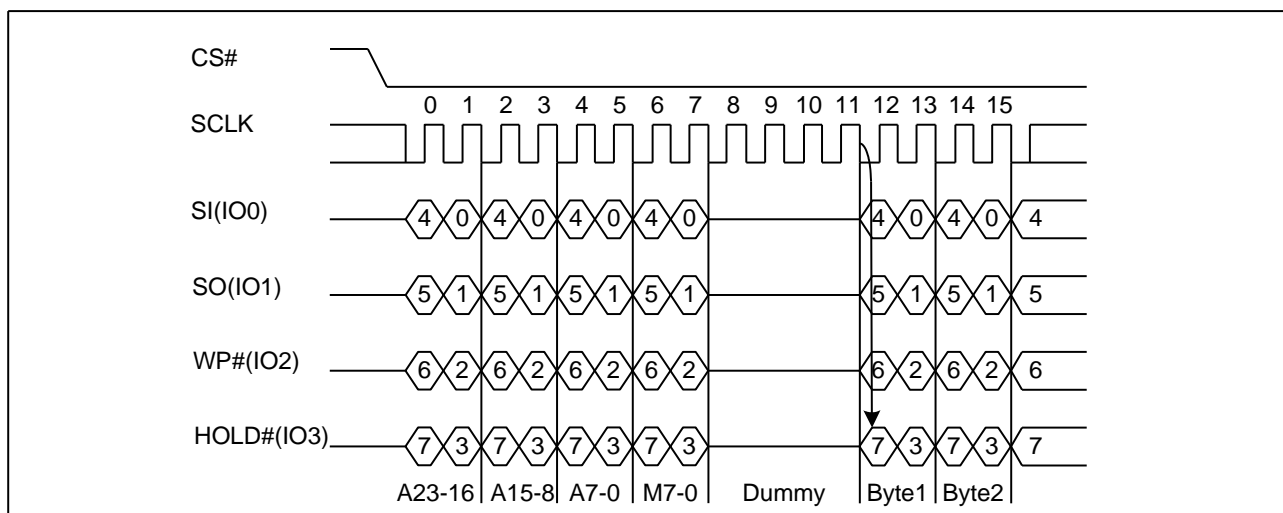 CS#
0 1 2 3 4 5 6 7 8 9 10 11 12 13 14 15
SCLK
SI(IO0) 4 0 4 0 4 0 4 0 4 0 4 0 4
SO(IO1) 5 1 5 1 5 1 5 1 5 1 5 1 5
WP#(IO2) 6 2 6 2 6 2 6 2 6 2 6 2 6
HOLD#(IO3) 7 3 7 3 7 3 7 3 7 3 7 3 7
A23-16 A15-8 A7-0 M7-0 Dummy Byte1 Byte2